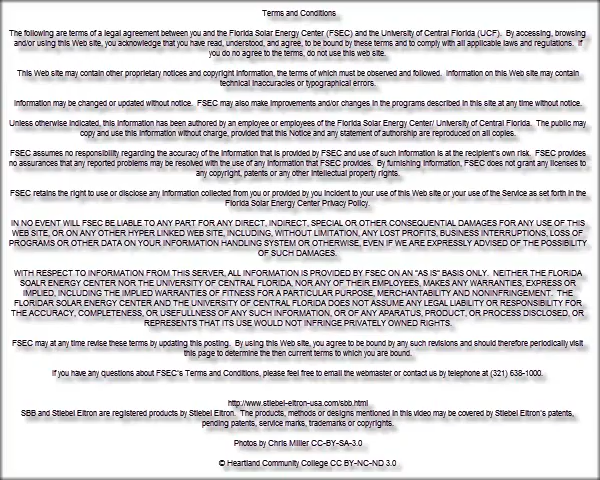 Terms and Conditions
The following are terms of a legal agreement between you and the Florida Solar Energy Center (FSEC) and the University of Central Florida (UCF). By accessing, browsing
and/or using this Web site, you acknowledge that you have read, understood, and agree, to be bound by these terms and to comply with all applicable laws and regulations. If
you do no agree to the terms, do not use this web site.
This Web site may contain other proprietary notices and copyright information, the terms of which must be observed and followed. Information on this Web site may contain
technical inaccuracies or typographical errors.
Information may be changed or updated without notice. FSEC may also make improvements and/or changes in the programs described in this site at any time without notice.
Unless otherwise indicated, this information has been authored by an employee or employees of the Florida Solar Energy Center/ University of Central Florida. The public may
copy and use this information without charge, provided that this Notice and any statement of authorship are reproduced on all copies.
FSEC assumes no responsibility regarding the accuracy of the information that is provided by FSEC and use of such information is at the recipient's own risk. FSEC provides
no assurances that any reported problems may be resolved with the use of any information that FSEC provides. By furnishing information, FSEC does not grant any licenses to
any copyright, patents or any other intellectual property rights.
FSEC retains the right to use or disclose any information collected from you or provided by you incident to your use of this Web site or your use of the Service as set forth in the
Florida Solar Energy Center Privacy Policy.
IN NO EVENT WILL FSEC BE LIABLE TO ANY PART FOR ANY DIRECT, INDIRECT, SPECIAL OR OTHER CONSEQUENTIAL DAMAGES FOR ANY USE OF THIS
WEB SITE, OR ON ANY OTHER HYPER LINKED WEB SITE, INCLUDING, WITHOUT LIMITATION, ANY LOST PROFITS, BUSINESS INTERRUPTIONS, LOSS OF
PROGRAMS OR OTHER DATA ON YOUR INFORMATION HANDLING SYSTEM OR OTHERWISE, EVEN IF WE ARE EXPRESSLY ADVISED OF THE POSSIBILITY
OF SUCH DAMAGES.
WITH RESPECT TO INFORMATION FROM THIS SERVER, ALL INFORMATION IS PROVIDED BY FSEC ON AN "AS IS" BASIS ONLY. NEITHER THE FLORIDA
SOALR ENERGY CENTER NOR THE UNIVERSITY OF CENTRAL FLORIDA, NOR ANY OF THEIR EMPLOYEES, MAKES ANY WARRANTIES, EXPRESS OR
IMPLIED, INCLUDING THE IMPLIED WARRANTIES OF FITNESS FOR A PARTICULAR PURPOSE, MERCHANTABILITY AND NONINFRINGEMENT. THE
FLORIDAR SOLAR ENERGY CENTER AND THE UNIVERSITY OF CENTRAL FLORIDA DOES NOT ASSUME ANY LEGAL LIABILITY OR RESPONSIBILITY FOR
THE ACCURACY, COMPLETENESS, OR USEFULLNESS OF ANY SUCH INFORMATION, OR OF ANY APPARATUS, PRODUCT, OR PROCESS DISCLOSED, OR
REPRESENTS THAT ITS USE WOULD NOT INFRINGE PRIVATELY OWNED RIGHTS.
FSEC may at any time revise these terms by updating this posting. By using this Web site, you agree to be bound by any such revisions and should therefore periodically visit
this page to determine the then current terms to which you are bound.
If you have any questions about FSEC's Terms and Conditions, please feel free to email the webmaster or contact us by telephone at (321) 638-1000.
http://www.stiebel-eltron-usa.com/sbb.html
SBB and Stiebel Eltron are registered products by Stiebel Eltron. The products, methods or designs mentioned in this video may be covered by Stiebel Eltron's patents,
pending patents, service marks, trademarks or copyrights.
Photos by Chris Miller CC-BY-SA-3.0
© Heartland Community College CC BY-NC-ND 3.0